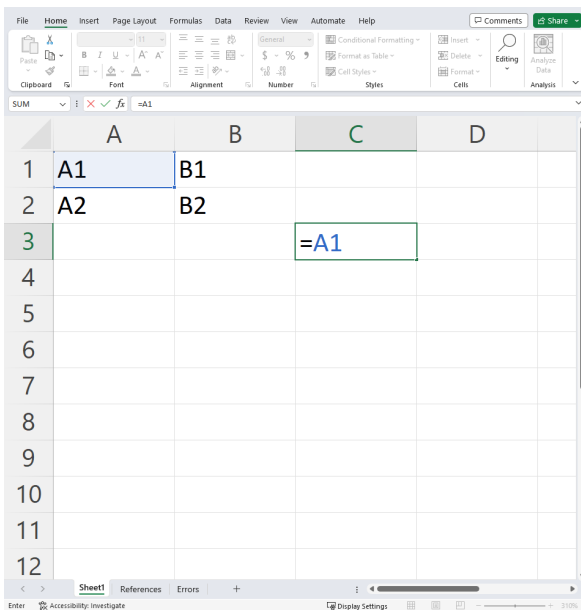 File Home Insert Page Layout Formulas Data Review View Automate Help Comments Share
Paste
11
General
Conditional Formatting
Insert
B I U A^ A˅
Format as Table
Delete
Editing
Analyze
Data
$ % 9
Cell Styles
Format
Clipboard Font Alignment Number Styles Cells Analysis
SUM fx =A1
A B C D
1 A1 B1
2 A2 B2
3 =A1
4
5
6
7
8
9
10
11
12
Sheet1 References Errors +
Enter Accessibility: Investigate Display Settings 310%